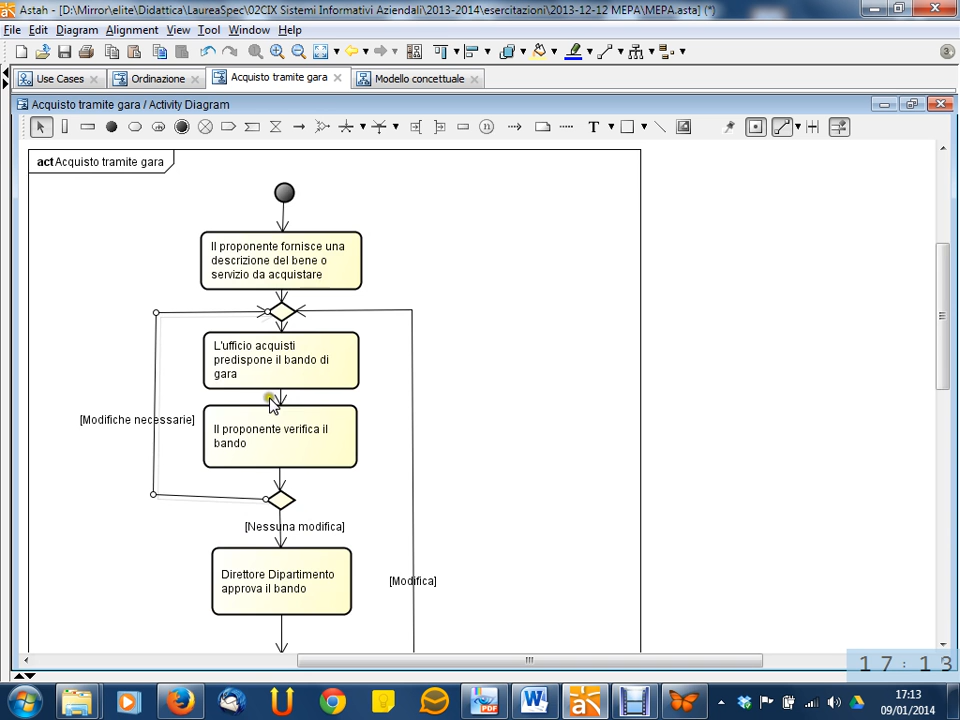 Astah - [D:\Mirror\elite\Didattica\LaureaSpec\02CIX Sistemi Informativi Aziendali\2013-2014\esercitazioni\2013-12-12 MEPA\MEPA.asta] (*)
File Edit Diagram Alignment View Tool Window Help
3
Use Cases Ordinazione Acquisto tramite gara Modello concettuale
Acquisto tramite gara / Activity Diagram
act Acquisto tramite gara
Il proponente fornisce una
descrizione del bene o
servizio da acquistare
L'ufficio acquisti
predispone il bando di
gara
[Modifiche necessarie]
Il proponente verifica il
bando
[Nessuna modifica]
Direttore Dipartimento
approva il bando
[Modifica]
17:13
17:13
09/01/2014